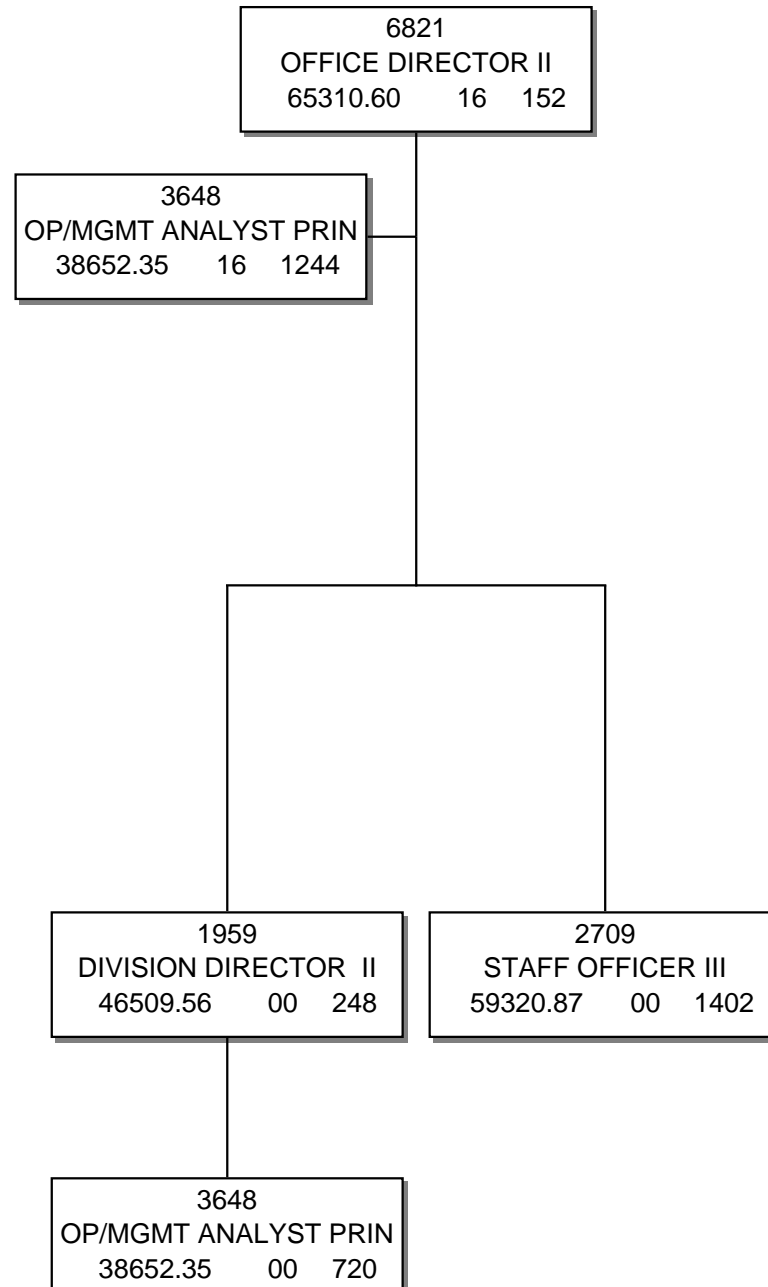 6821
OFFICE DIRECTOR II
65310.60 16 152
3648
OP/MGMT ANALYST PRIN
38652.35 16 1244
1959
DIVISION DIRECTOR II
46509.56 00 248
2709
STAFF OFFICER III
59320.87 00 1402
3648
OP/MGMT ANALYST PRIN
38652.35 00 720